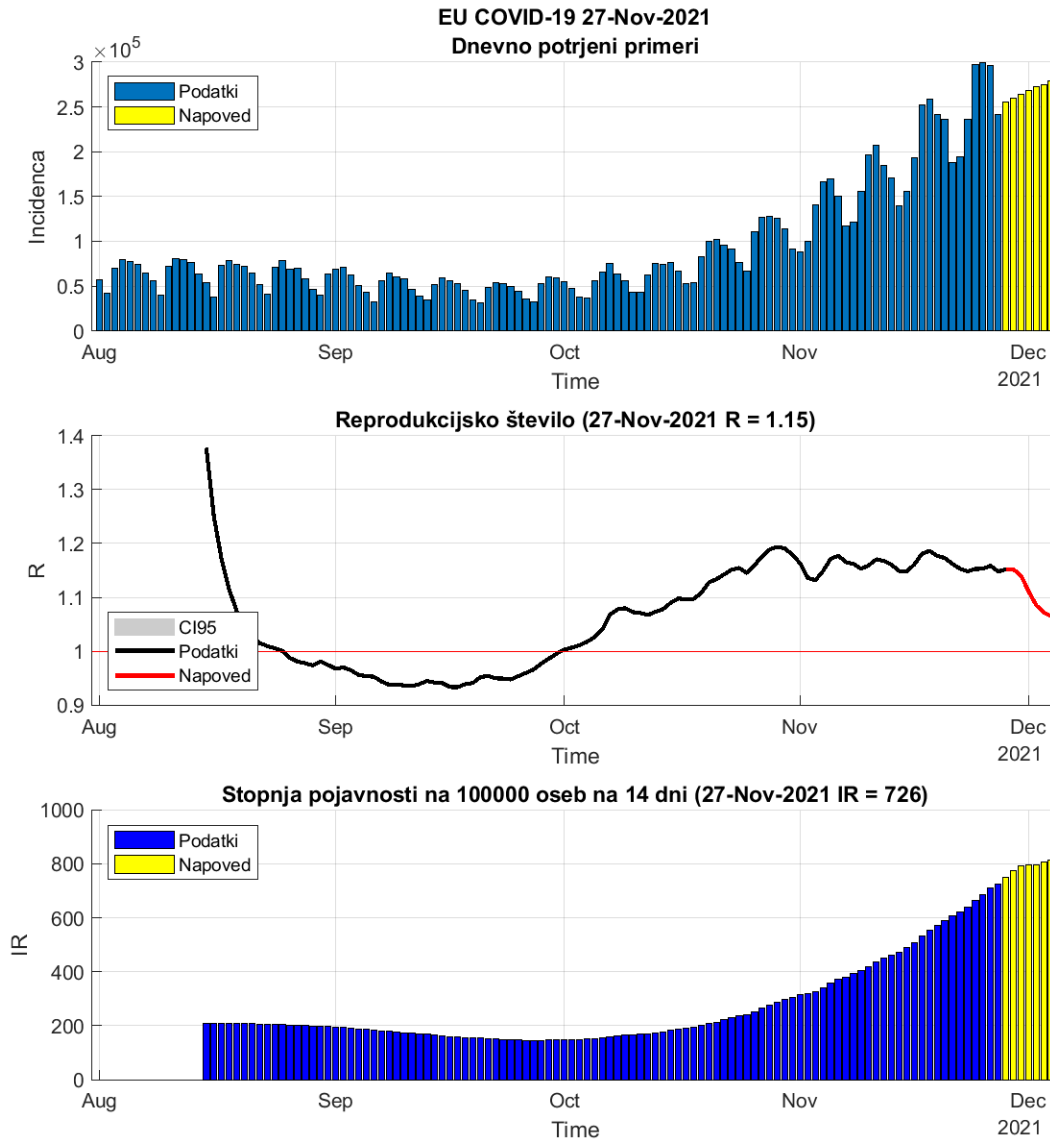 EU COVID-19 27-Nov-2021
Dnevno potrjeni primeri
×10^5
3
2.5
2
1.5
1
0.5
0
Incidenca
Podatki
Napoved
Aug
Sep
Oct
Nov
Dec
2021
Time
Reprodukcijsko število (27-Nov-2021 R = 1.15)
1.4
1.3
1.2
1.1
1
0.9
R
CI95
Podatki
Napoved
Aug
Sep
Oct
Nov
Dec
2021
Time
Stopnja pojavnosti na 100000 oseb na 14 dni (27-Nov-2021 IR = 726)
1000
800
600
400
200
0
IR
Podatki
Napoved
Aug
Sep
Oct
Nov
Dec
2021
Time